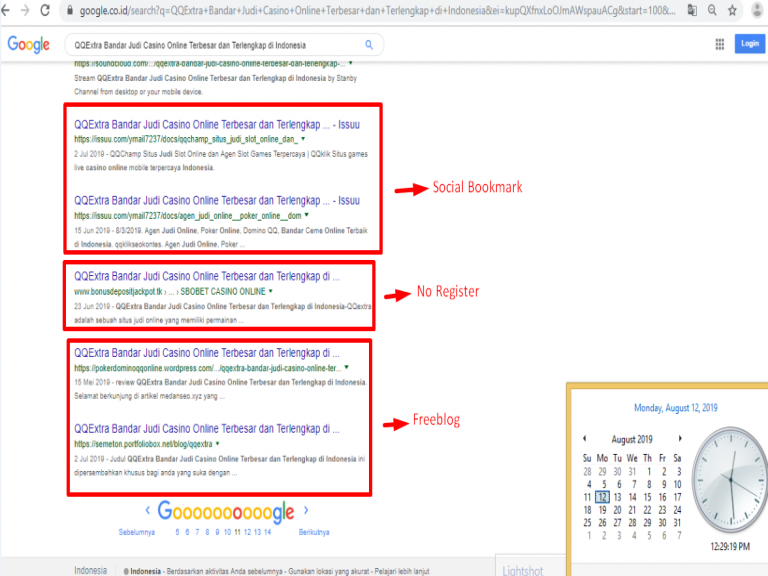 google.co.id/search?q=QQExtra+Bandar+Judi+Casino+Online+Terbesar+dan+Terlengkap+di+Indonesia&ei=kupQXfnxLoOJmAWspauACg&start=100&...
Google
QQExtra Bandar Judi Casino Online Terbesar dan Terlengkap di Indonesia
Login
https://soundcloud.com/.../qqextra-bandar-judi-casino-online-terbesar-dan-terlengkap-...
Stream QQExtra Bandar Judi Casino Online Terbesar dan Terlengkap di Indonesia by Stanby
Channel from desktop or your mobile device.
QQExtra Bandar Judi Casino Online Terbesar dan Terlengkap ... - Issuu
https://issuu.com/ymail7237/docs/qqchamp_situs_judi_slot_online_dan_
2 Jul 2019 - QQChamp Situs Judi Slot Online dan Agen Slot Games Terpercaya | QQklik Situs games
live casino online mobile terpercaya Indonesia.
QQExtra Bandar Judi Casino Online Terbesar dan Terlengkap ... - Issuu
https://issuu.com/ymail7237/docs/agen_judi_online__poker_online__dom
15 Jun 2019 - 8/3/2019. Agen Judi Online, Poker Online, Domino QQ, Bandar Ceme Online Terbaik
di Indonesia. qqklikseokontes. Agen Judi Online, Poker ...
Social Bookmark
QQExtra Bandar Judi Casino Online Terbesar dan Terlengkap di ...
www.bonusdepositjackpot.tk › ... › SBOBET CASINO ONLINE
23 Jun 2019 - QQExtra Bandar Judi Casino Online Terbesar dan Terlengkap di Indonesia-QQextra
adalah sebuah situs judi online yang memiliki permainan ...
No Register
QQExtra Bandar Judi Casino Online Terbesar dan Terlengkap di ...
https://pokerdominoqqonline.wordpress.com/.../qqextra-bandar-judi-casino-online-ter...
15 Mei 2019 - review QQExtra Bandar Judi Casino Online Terbesar dan Terlengkap di Indonesia.
Selamat berkunjung di artikel medanseo.xyz yang ...
QQExtra Bandar Judi Casino Online Terbesar dan Terlengkap di ...
https://semeton.portfoliobox.net/blog/qqextra
2 Jul 2019 - Judul QQExtra Bandar Judi Casino Online Terbesar dan Terlengkap di Indonesia ini
dipersembahkan khusus bagi anda yang suka dengan ...
Freeblog
Goooooooooogle
Sebelumnya 5 6 7 8 9 10 11 12 13 14 Berikutnya
Indonesia Indonesia - Berdasarkan aktivitas Anda sebelumnya - Gunakan lokasi yang akurat - Pelajari lebih lanjut
Lightshot
Monday, August 12, 2019
August 2019
Su Mo Tu We Th Fr Sa
28 29 30 31 1 2 3
4 5 6 7 8 9 10
11 12 13 14 15 16 17
18 19 20 21 22 23 24
25 26 27 28 29 30 31
1 2 3 4 5 6 7
12:29:19 PM